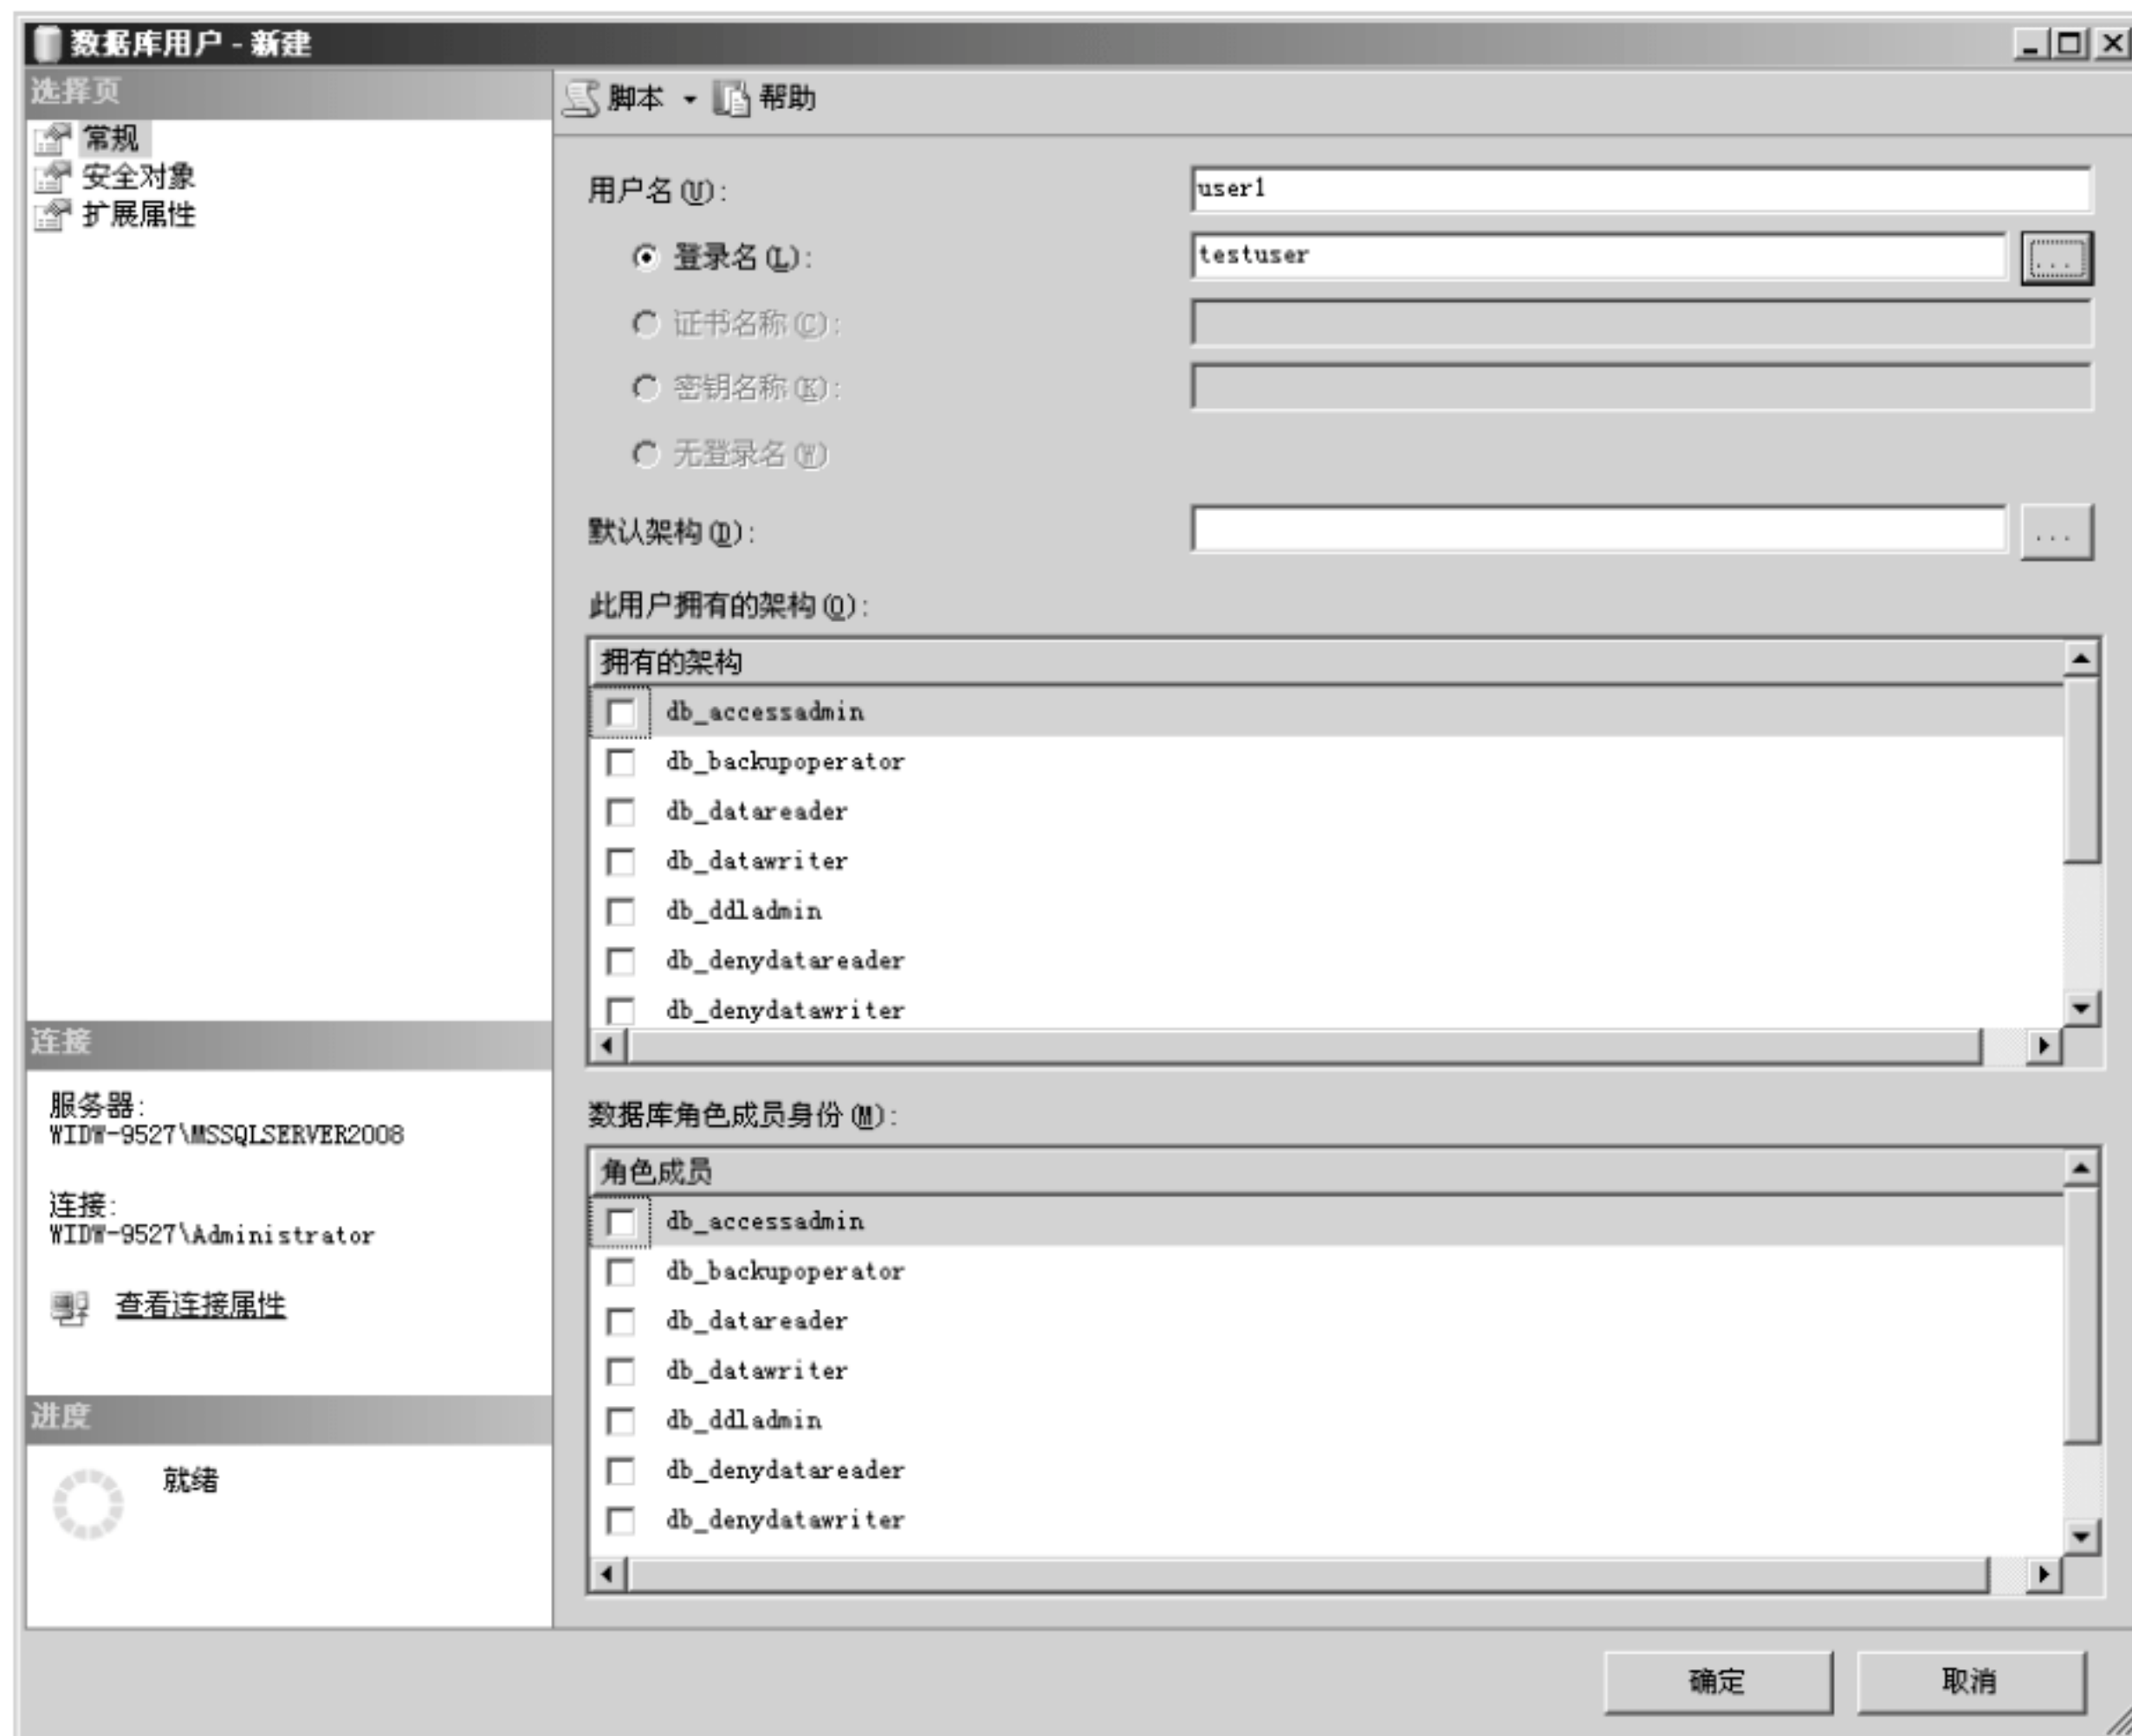 数据库用户 - 新建
选择页
常规
安全对象
扩展属性
脚本 帮助
用户名(U): user1
登录名(L): testuser ...
证书名称(C):
密钥名称(K):
无登录名(W)
默认架构(D): ...
此用户拥有的架构(O):
拥有的架构
db_accessadmin
db_backupoperator
db_datareader
db_datawriter
db_ddladmin
db_denydatareader
db_denydatawriter
连接
服务器:
WIDW-9527\MSSQLSERVER2008
连接:
WIDW-9527\Administrator
查看连接属性
数据库角色成员身份(M):
角色成员
db_accessadmin
db_backupoperator
db_datareader
db_datawriter
db_ddladmin
db_denydatareader
db_denydatawriter
进度
就绪
确定 取消